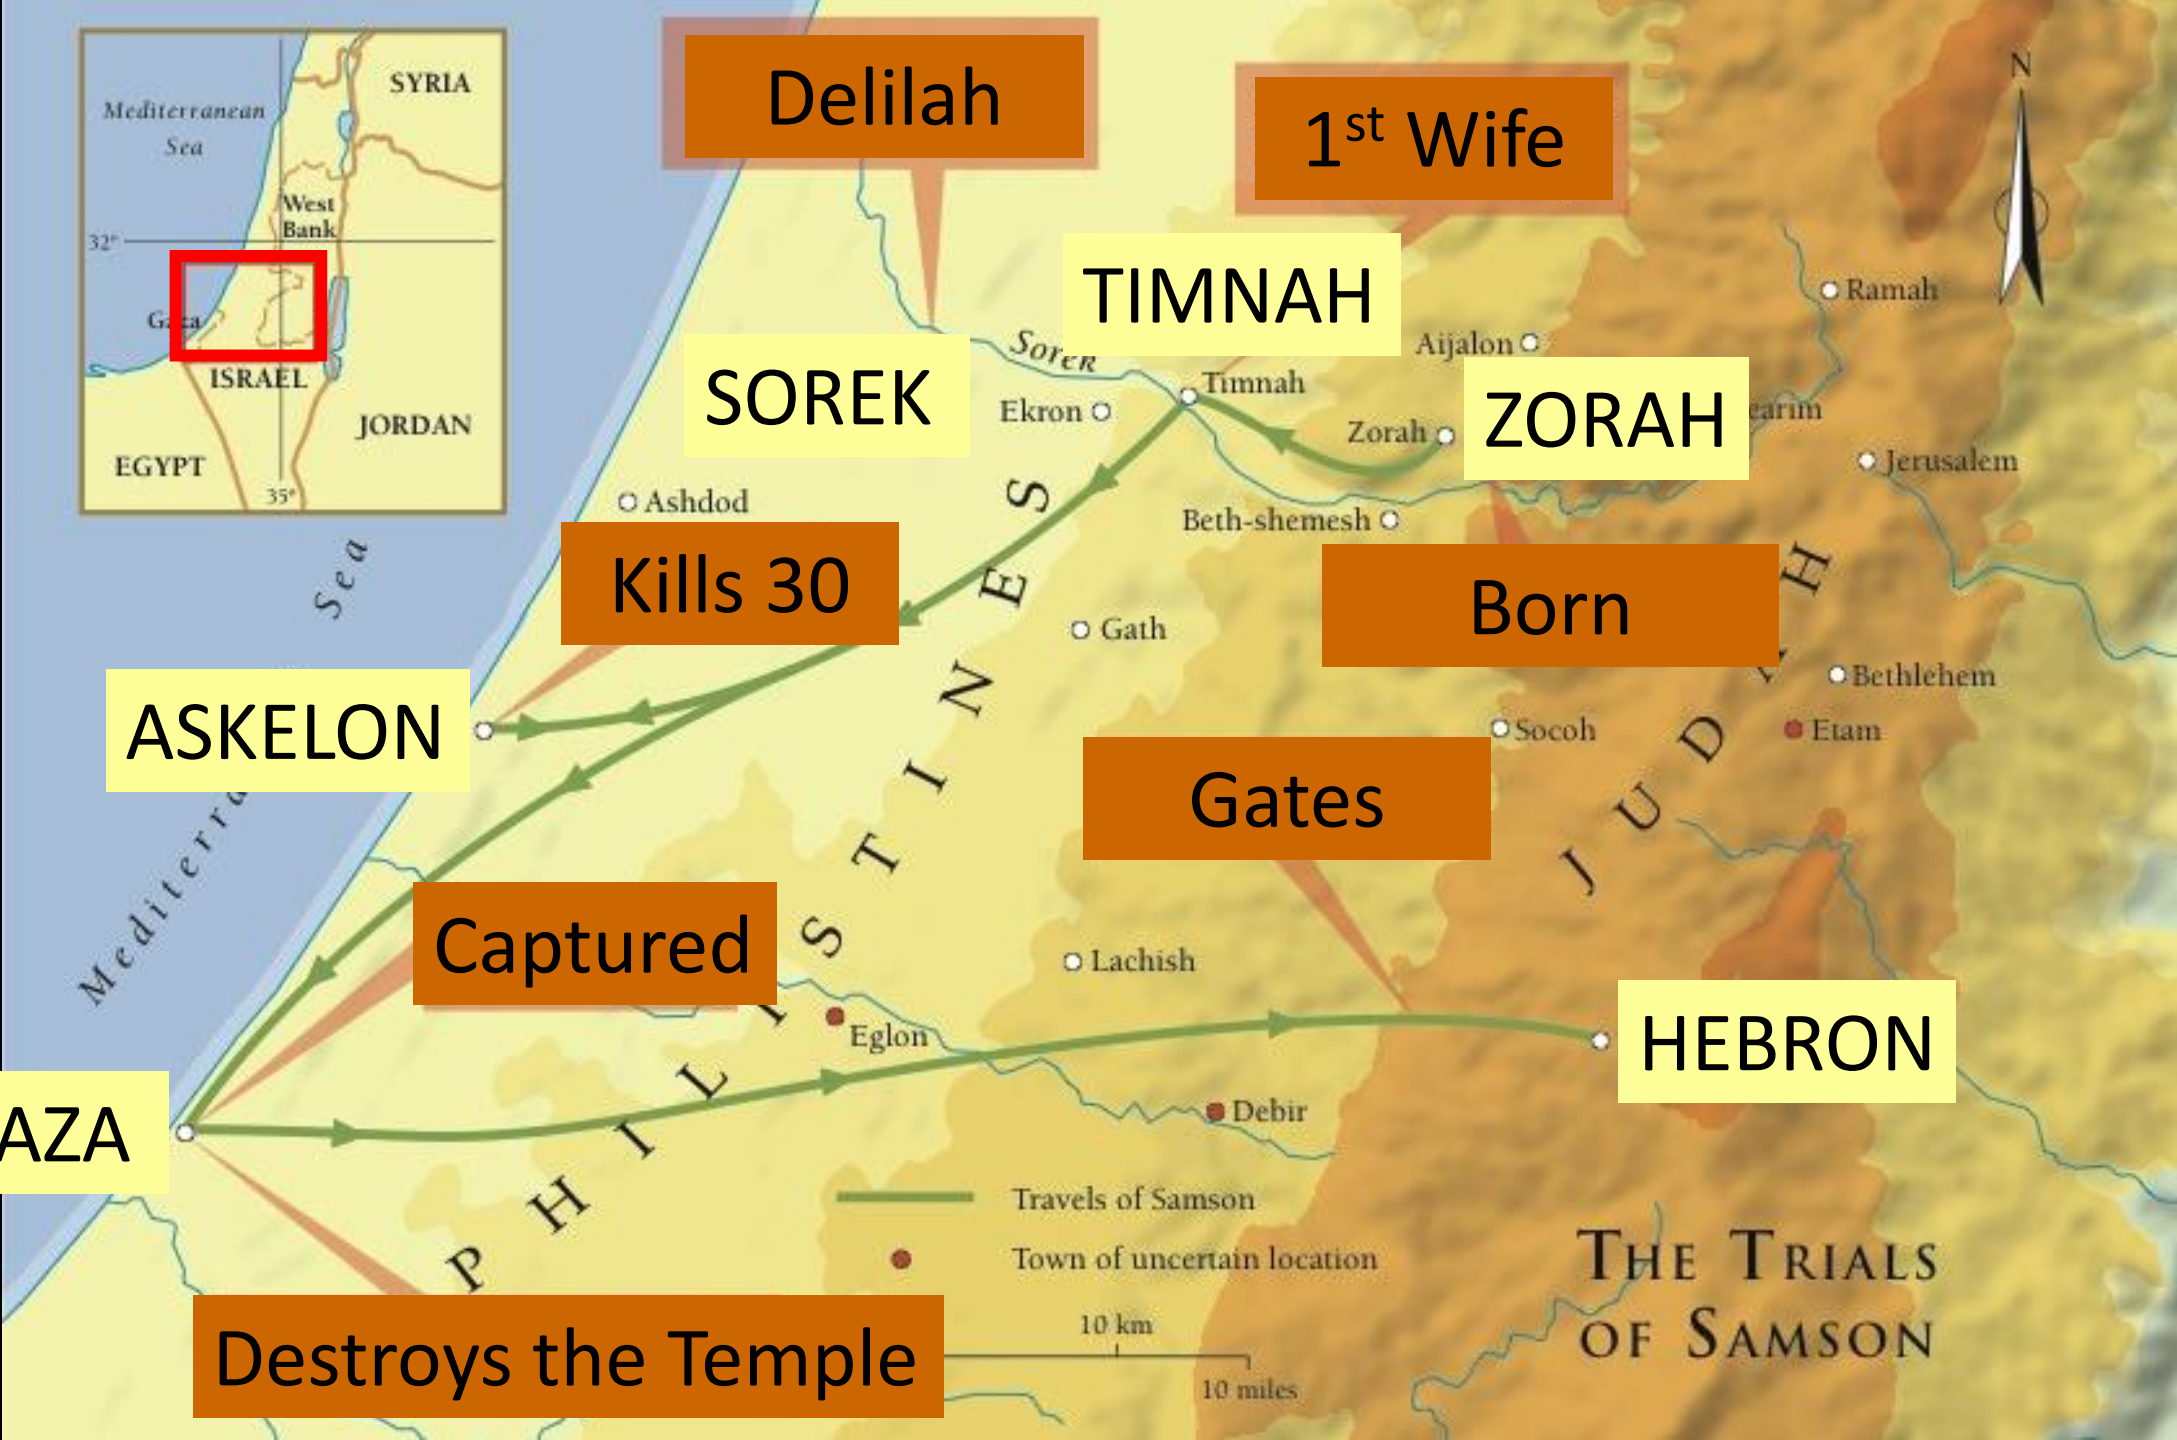 Delilah
1st Wife
SYRIA
Mediterranean
Sea
West
Bank
32°
Gaza
ISRAEL
JORDAN
EGYPT
35°
N
TIMNAH
Ramah
Sorek
Aijalon
SOREK
Timnah
Ekron
Zorah
ZORAH
earim
Jerusalem
Ashdod
Beth-shemesh
Sea
Kills 30
Born
Gath
Bethlehem
ASKELON
Socoh
Etam
Gates
JUDAH
PHILISTINES
Captured
Lachish
Mediterra
Eglon
HEBRON
AZA
Debir
Travels of Samson
Town of uncertain location
THE TRIALS
OF SAMSON
10 km
10 miles
Destroys the Temple